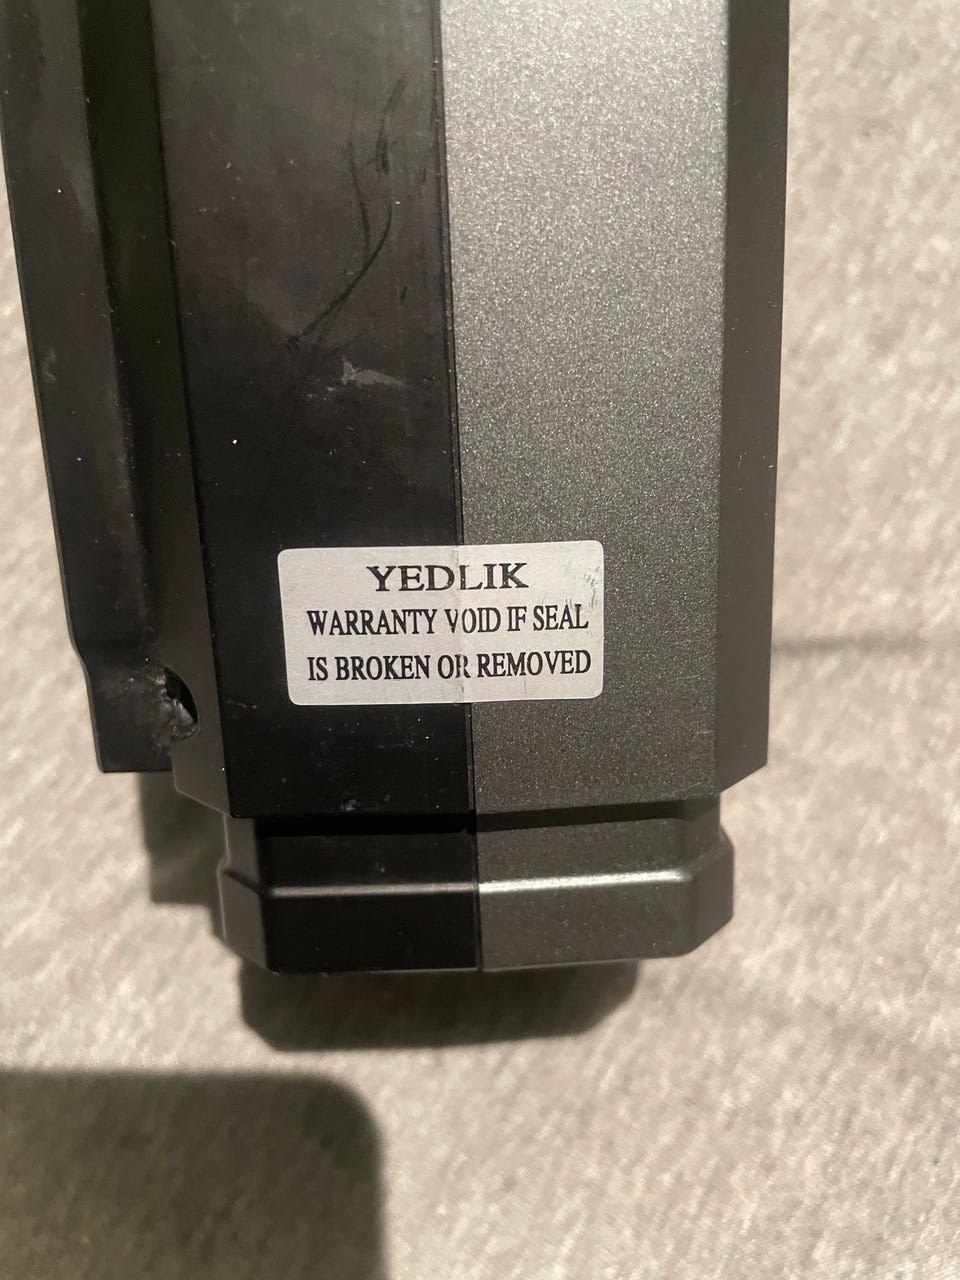 YEDLIK
WARRANTY VOID IF SEAL
IS BROKEN OR REMOVED